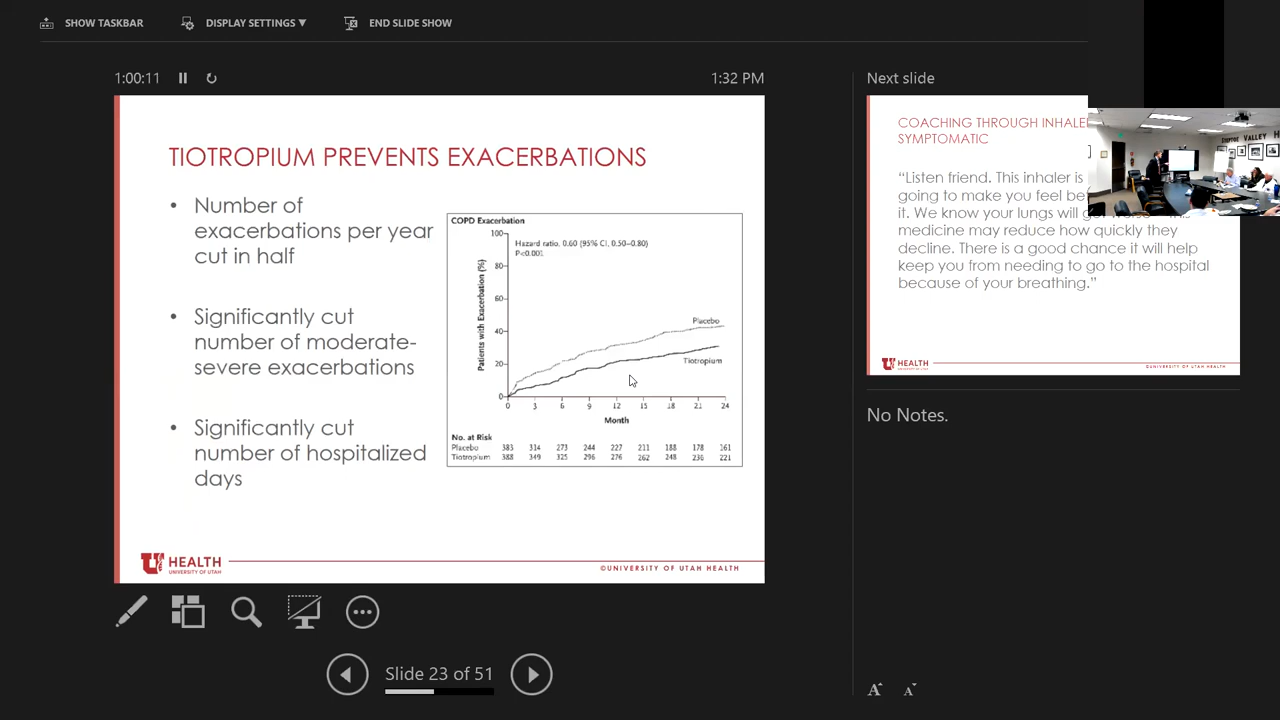 SHOW TASKBAR
DISPLAY SETTINGS ▼
END SLIDE SHOW
1:00:11
1:32 PM
TIOTROPIUM PREVENTS EXACERBATIONS
• Number of
exacerbations per year
cut in half
• Significantly cut
number of moderate-
severe exacerbations
• Significantly cut
number of hospitalized
days
COPD Exacerbation
Hazard ratio, 0.60 (95% CI, 0.50–0.80)
P<0.001
Patients with Exacerbation (%)
100
80
60
40
20
0
Placebo
Tiotropium
0 3 6 9 12 15 18 21 24
Month
No. at Risk
Placebo 383 314 273 244 227 211 188 178 161
Tiotropium 388 349 325 296 276 262 248 236 221
U HEALTH
UNIVERSITY OF UTAH
©UNIVERSITY OF UTAH HEALTH
Slide 23 of 51
Next slide
COACHING THROUGH INHALE
SYMPTOMATIC
“Listen friend. This inhaler is
going to make you feel be
it. We know your lungs will
medicine may reduce how quickly they
decline. There is a good chance it will help
keep you from needing to go to the hospital
because of your breathing.”
U HEALTH
UNIVERSITY OF UTAH
©UNIVERSITY OF UTAH HEALTH
VALLEY H
No Notes.
A A